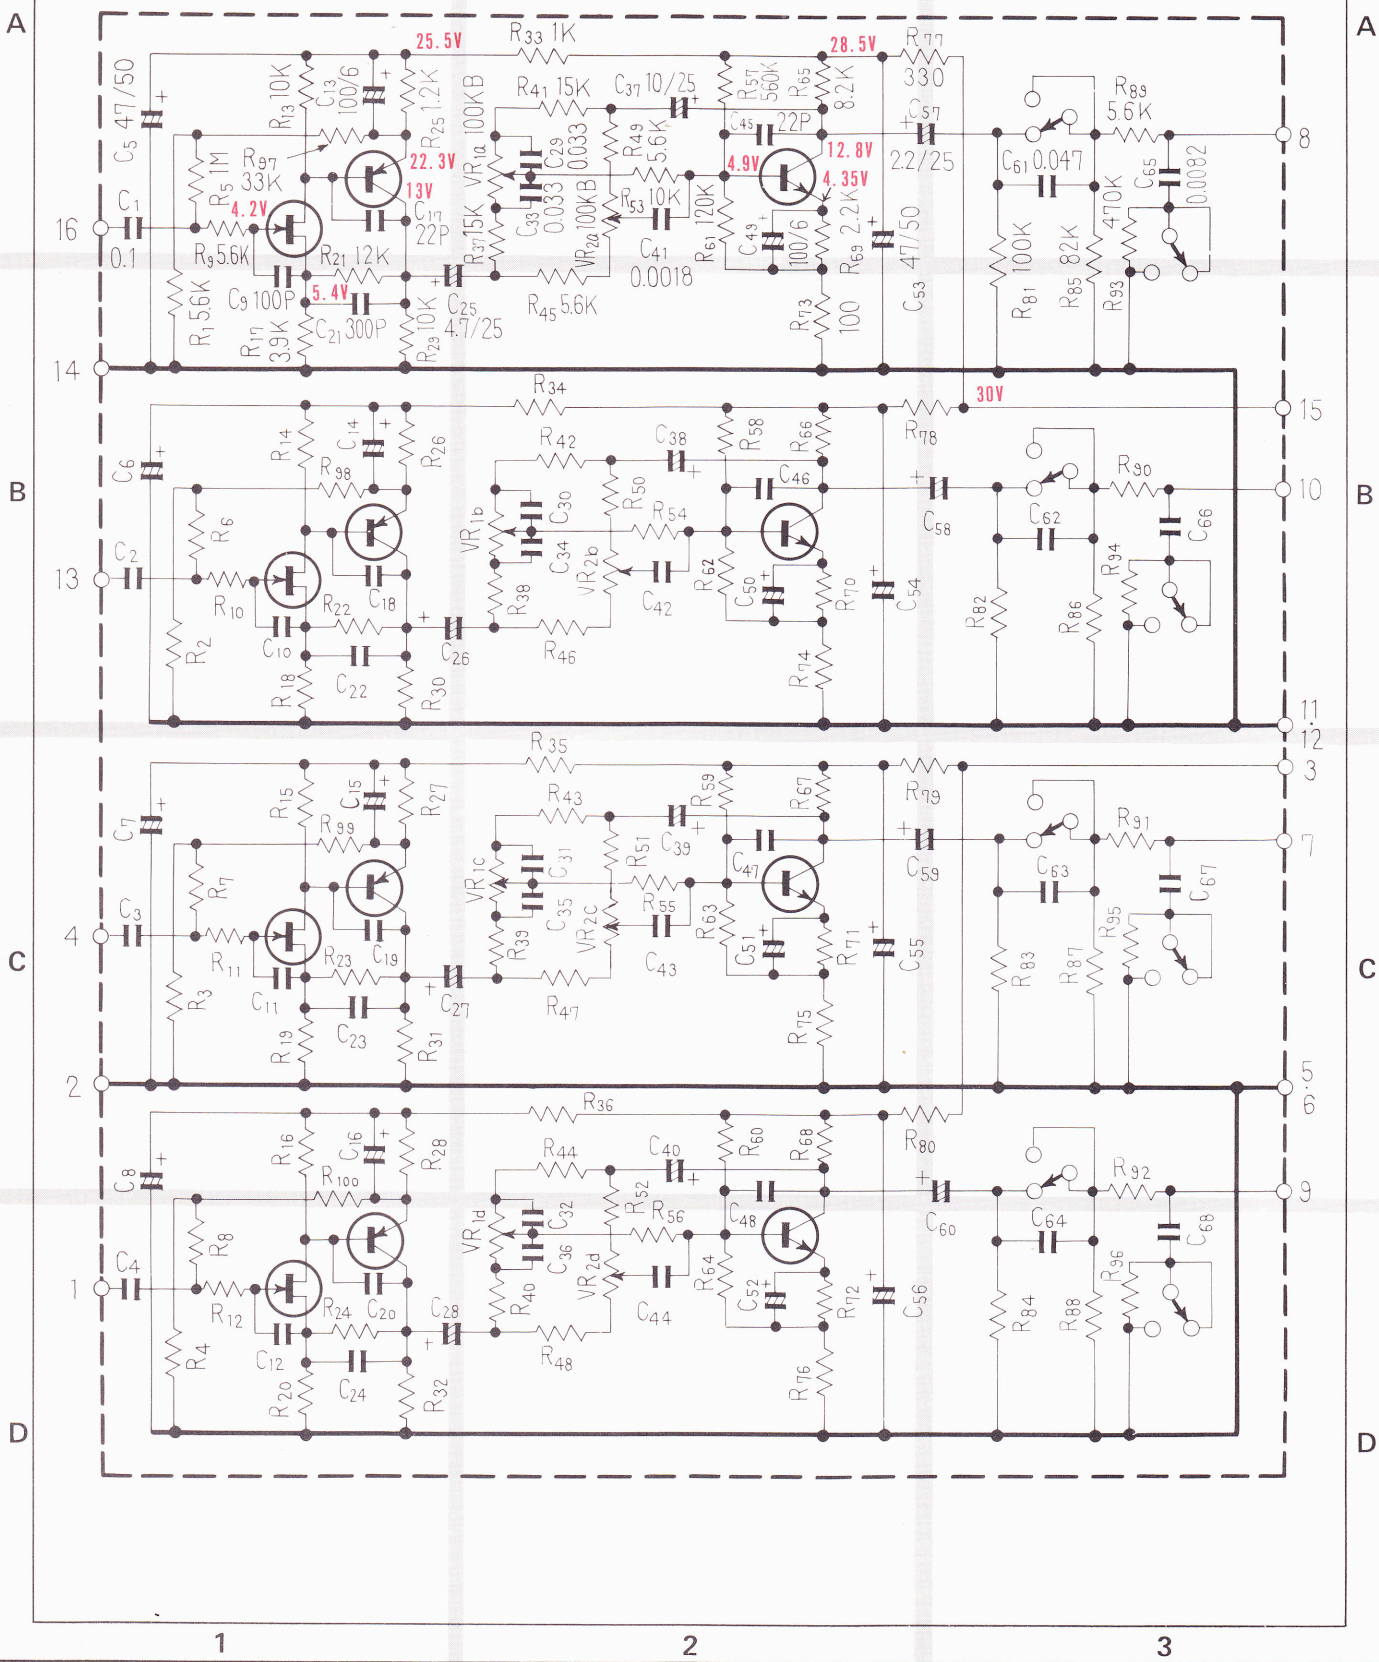 A A
25.5V R33 1K 28.5V R77 330
C5 47/50 R13 10K C13 100/6 R25 1.2K R41 15K C37 10/25 R57 560K R65 8.2K R89 5.6K
VR1a 100KB C29 0.033 R49 5.6K C45 22P C57 2.2/25 8
R5 1M R97 33K 22.3V 12.8V C61 0.047 C65 0.0082
4.9V 4.35V
C1 0.1 16 4.2V 13V C17 22P R37 15K C33 0.033 VR2a 100KB R53 10K R61 120K C49 100/6 R69 2.2K C53 47/50 470K
R9 5.6K R21 12K C41 0.0018 R81 100K R85 82K R93
R1 5.6K C9 100P 5.4V C21 300P C25 4.7/25 R45 5.6K R73 100
R17 3.9K R29 10K
14
R34 30V 15
C6 R14 C14 R26 R42 C38 R58 R66 R78
R98 R90
B B
R50 C46 10
R6 VR1b C30 R54 C58 C62 C66
C2 C34 VR2b R94
13 R10 R22 C18 R38 C42 R62 C50 R70 C54 R82 R86
R2 C10 C22 C26 R46 R74
R18 R30
11
12
R35 3
C7 R15 C15 R27 R43 C39 R59 R67 R79
R99 R91
R51 C47 C59 7
R7 VR1c C31 C63 C67
C3 C35 VR2c R55 R95
4 R11 R23 C19 R39 C43 R63 C51 R71 C55 R83 R87
C C
R3 C11 C23 C27 R47 R75
R19 R31
2 5
6
R36
C8 R16 C16 R28 R44 C40 R60 R68 R80
R100 R92
R52 C48 9
R8 VR1d C32 R56 C60 C64 C68
C4 C36 VR2d R96
1 R12 R24 C20 C28 R40 C44 R64 C52 R72 C56 R84 R88
R4 C12 C24 R48 R76
R20 R32
D D
1 2 3